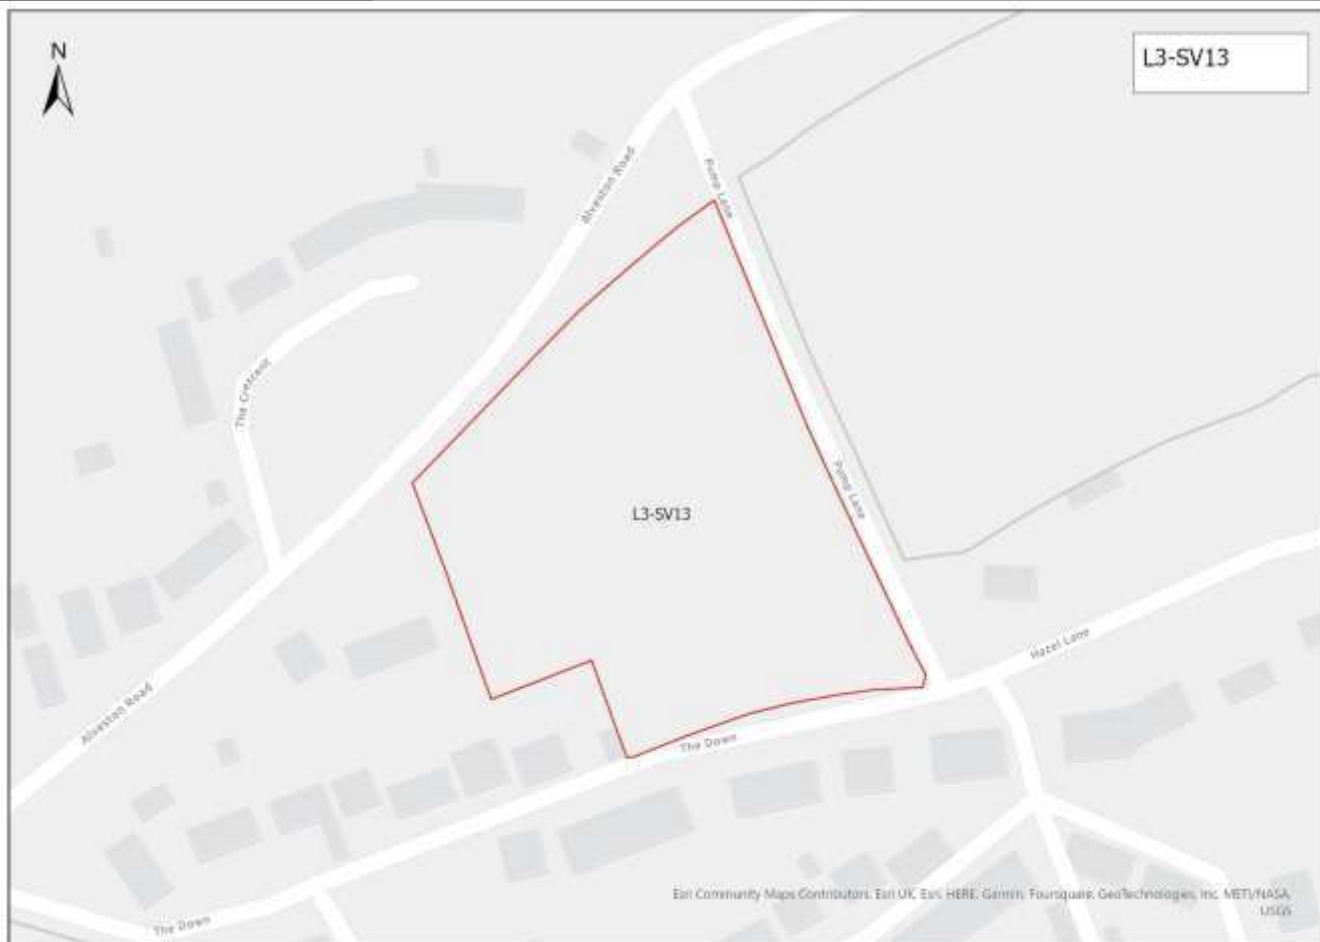 N
L3-SV13
Alveston Road
Pump Lane
The Crescent
Pump Lane
L3-SV13
Hazel Lane
Alveston Road
The Down
The Down
Esri Community Maps Contributors, Esri UK, Esri, HERE, Garmin, Foursquare, GeoTechnologies, Inc, METI/NASA,
USGS